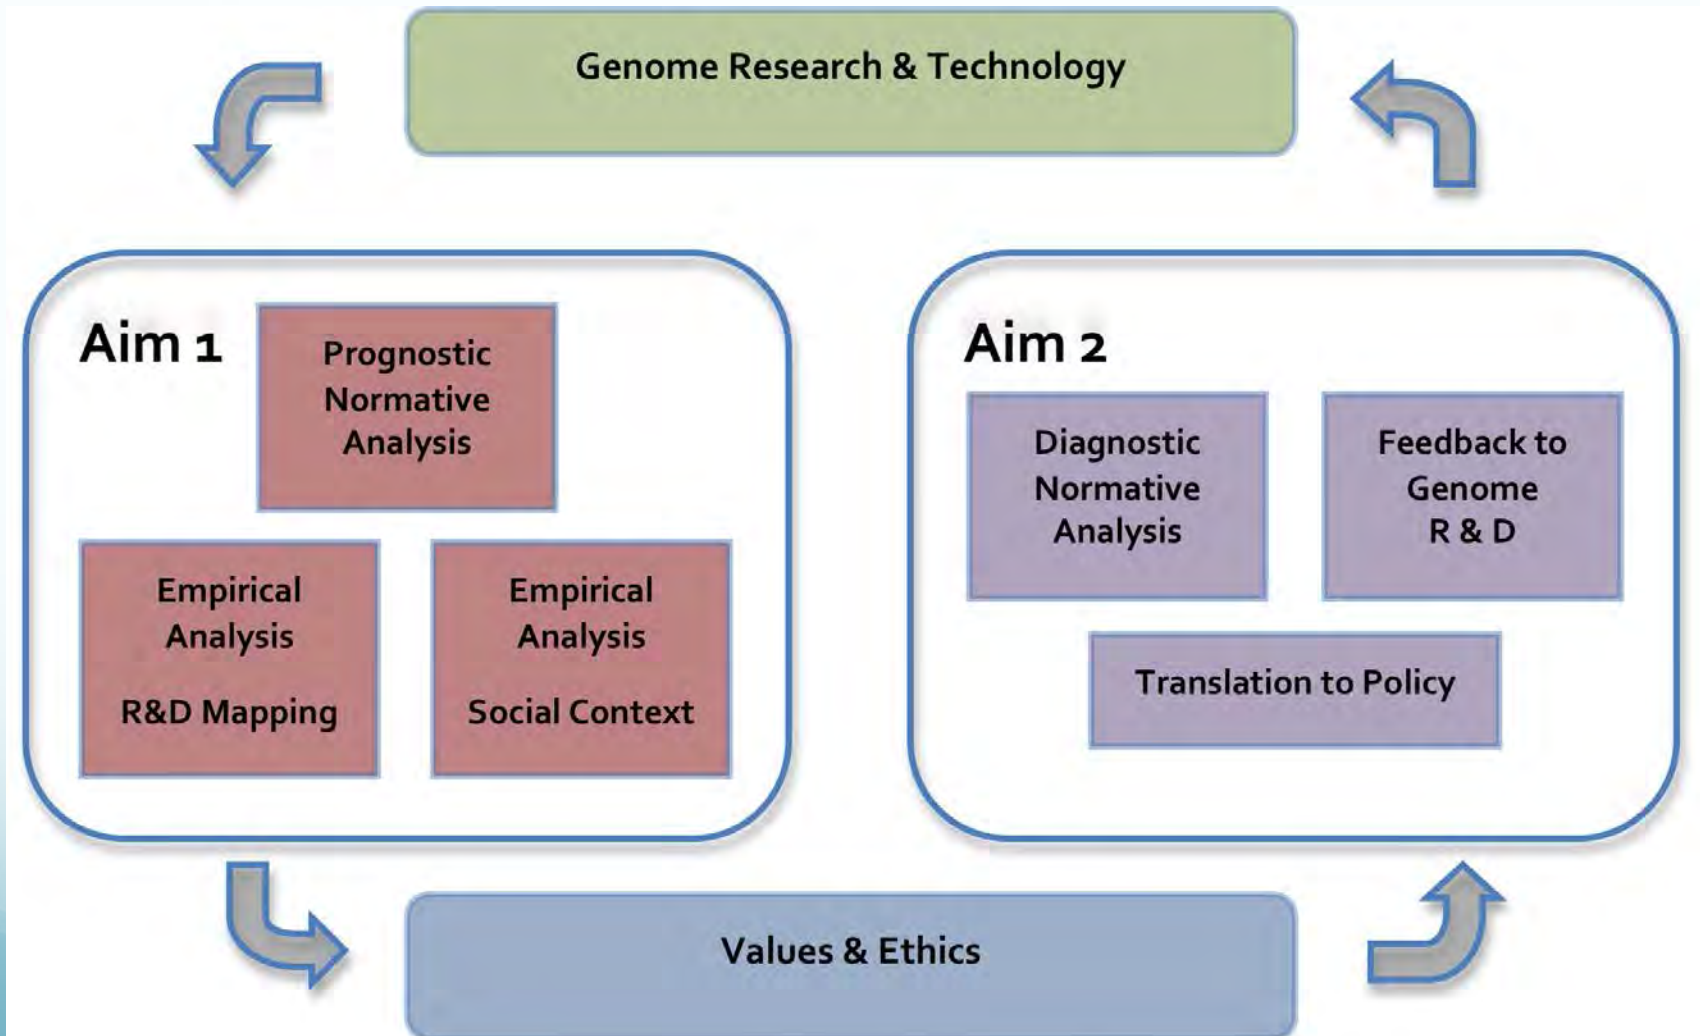 Genome Research & Technology
Aim 1
Prognostic
Normative
Analysis
Empirical
Analysis
R&D Mapping
Empirical
Analysis
Social Context
Aim 2
Diagnostic
Normative
Analysis
Feedback to
Genome
R & D
Translation to Policy
Values & Ethics